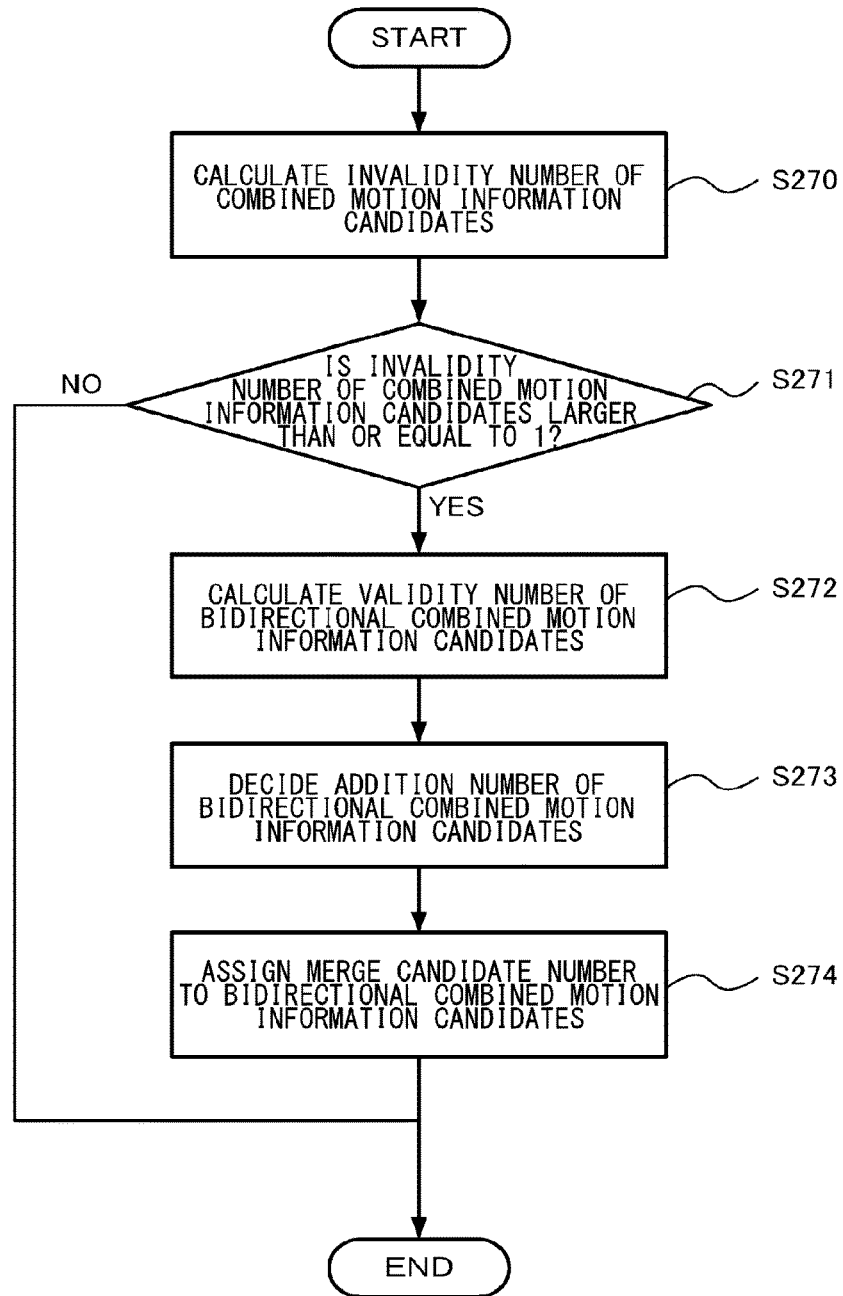 START
CALCULATE INVALIDITY NUMBER OF
COMBINED MOTION INFORMATION
CANDIDATES
S270
IS INVALIDITY
NUMBER OF COMBINED MOTION
INFORMATION CANDIDATES LARGER
THAN OR EQUAL TO 1?
S271
NO
YES
CALCULATE VALIDITY NUMBER OF
BIDIRECTIONAL COMBINED MOTION
INFORMATION CANDIDATES
S272
DECIDE ADDITION NUMBER OF
BIDIRECTIONAL COMBINED MOTION
INFORMATION CANDIDATES
S273
ASSIGN MERGE CANDIDATE NUMBER
TO BIDIRECTIONAL COMBINED MOTION
INFORMATION CANDIDATES
S274
END